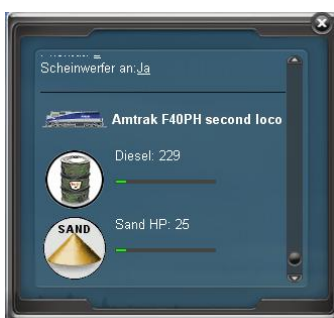 Scheinwerfer an:Ja
Amtrak F40PH second loco
Diesel: 229
SAND
Sand HP: 25